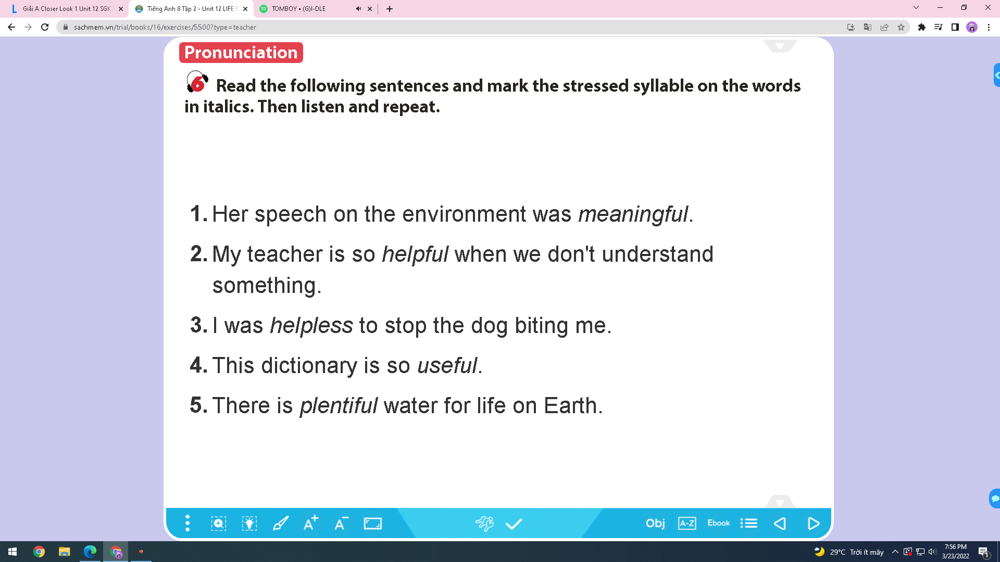 Giải A Closer Look 1 Unit 12 SGK
Tiếng Anh 8 Tập 2 - Unit 12 LIFE
TOMBOY • (G)I-DLE
sachmem.vn/trial/books/16/exercises/5500?type=teacher
Pronunciation
6 Read the following sentences and mark the stressed syllable on the words
in italics. Then listen and repeat.
1. Her speech on the environment was meaningful.
2. My teacher is so helpful when we don't understand
something.
3. I was helpless to stop the dog biting me.
4. This dictionary is so useful.
5. There is plentiful water for life on Earth.
A+ A- Obj A-Z Ebook
29°C Trời ít mây
7:56 PM
3/23/2022
1